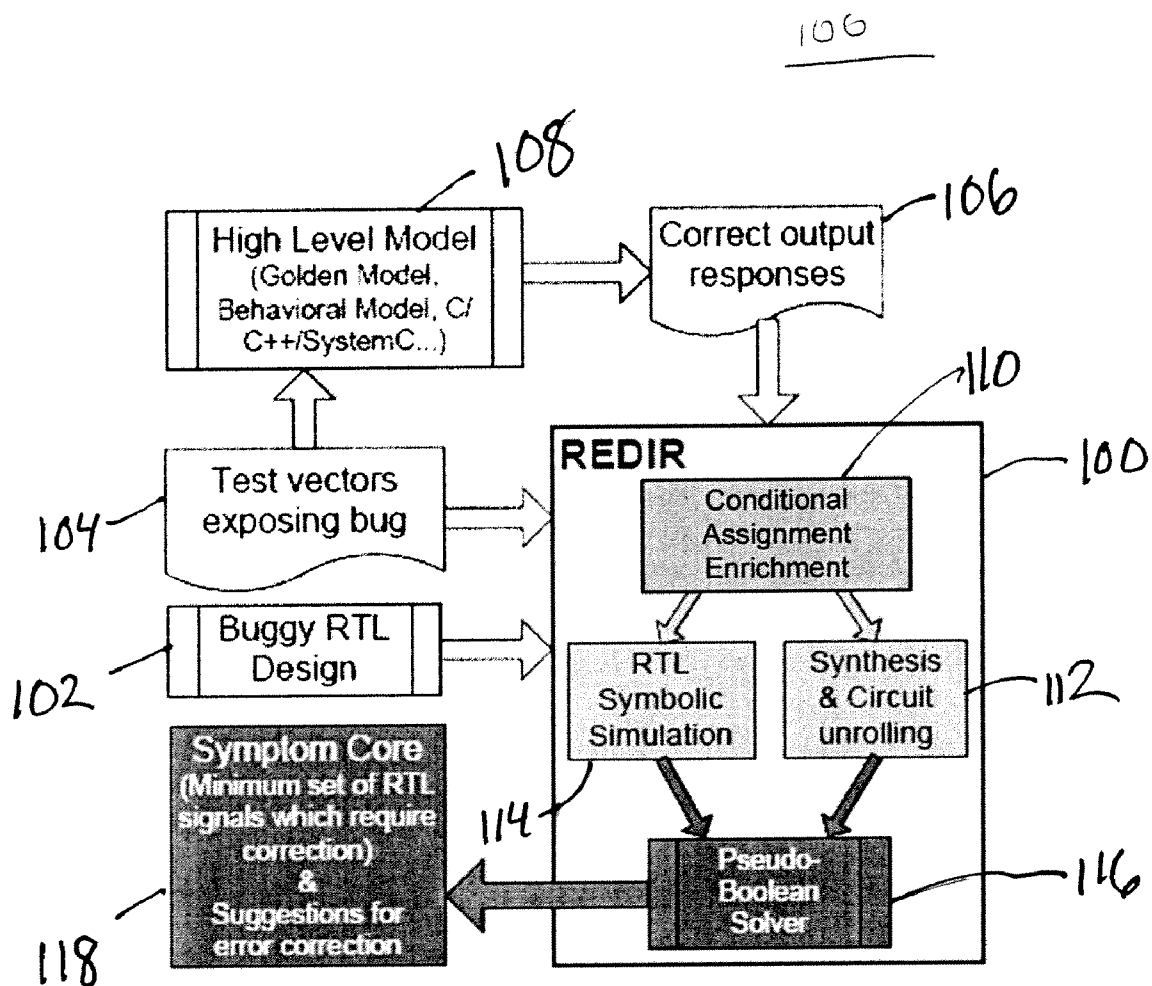 106
108
High Level Model
(Golden Model,
Behavioral Model, C/
C++/SystemC...)
Correct output
responses
106
110
REDIR
100
Test vectors
exposing bug
104
Conditional
Assignment
Enrichment
Buggy RTL
Design
102
RTL
Symbolic
Simulation
114
Synthesis
& Circuit
unrolling
112
Symptom Core
(Minimum set of RTL
signals which require
correction)
&
Suggestions for
error correction
118
Pseudo-
Boolean
Solver
116